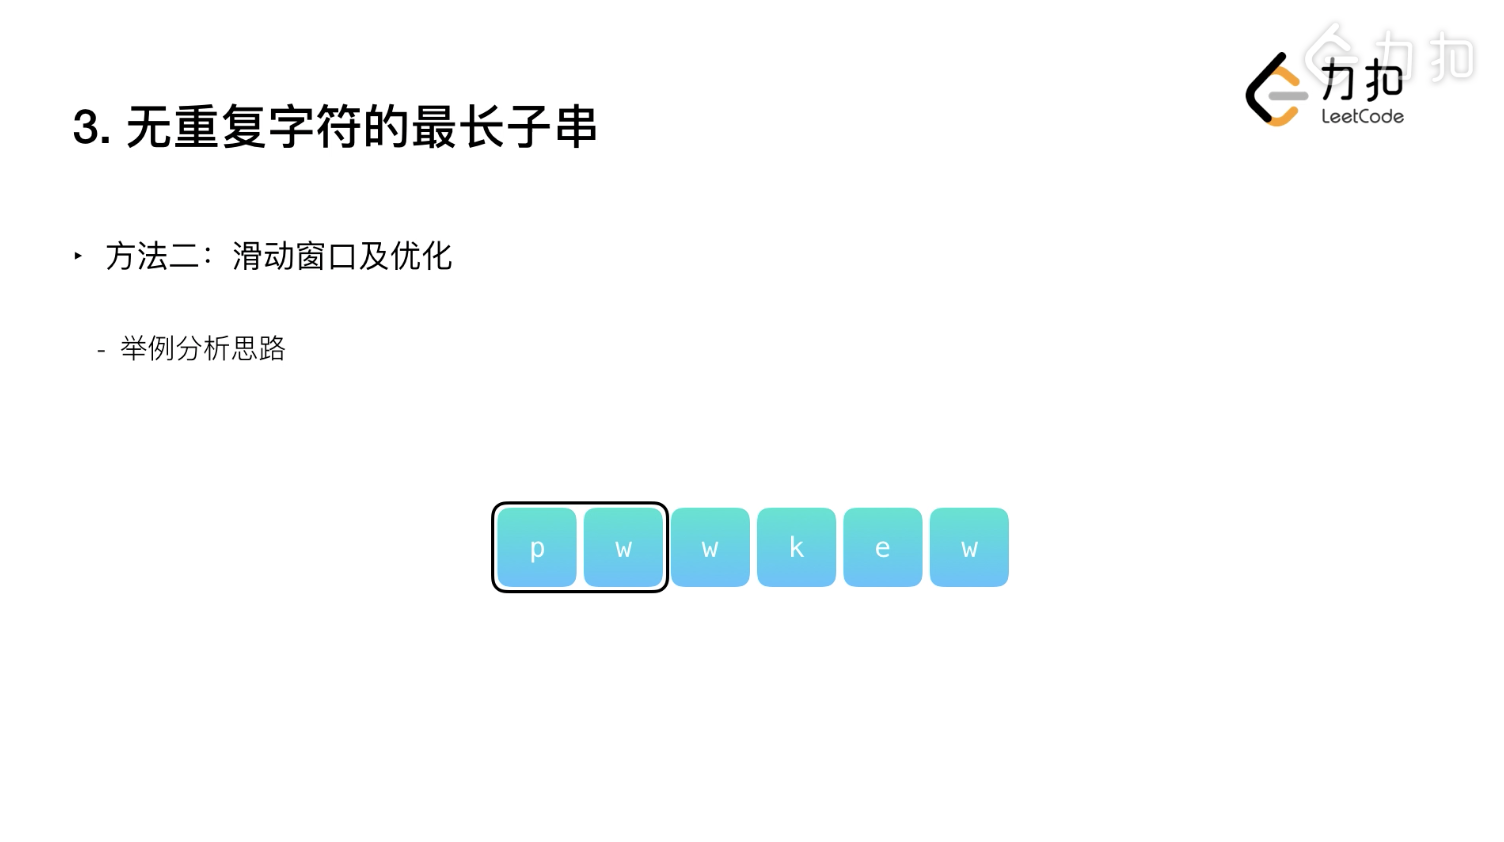 力扣
力扣
LeetCode
3. 无重复字符的最长子串
‣ 方法二：滑动窗口及优化
- 举例分析思路
p w w k e w